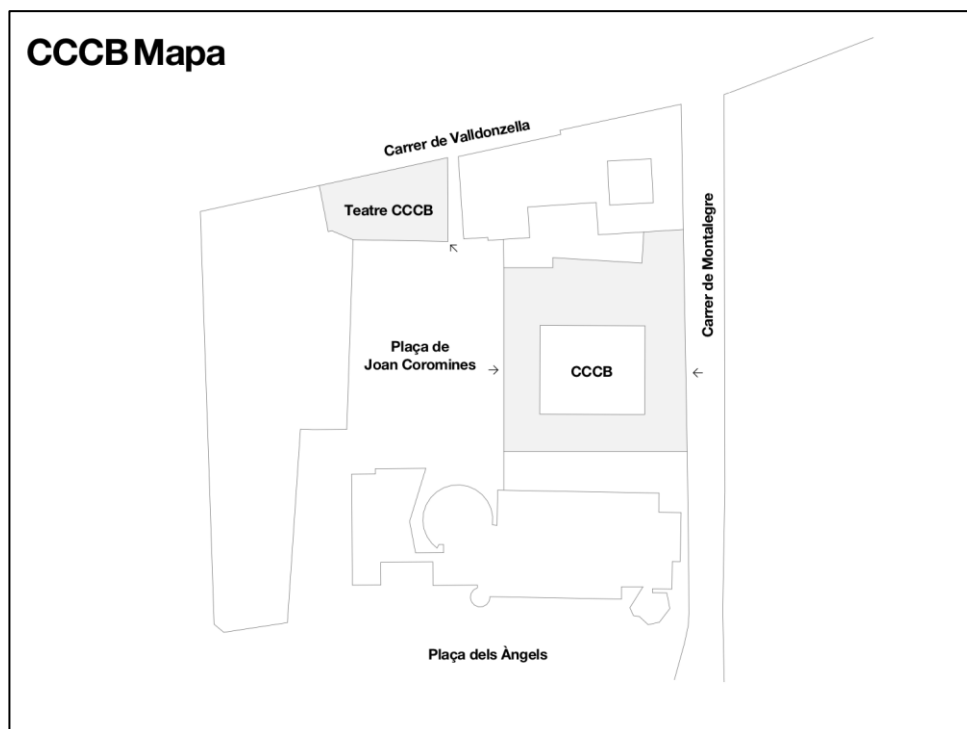 CCCB Mapa
Carrer de Valldonzella
Teatre CCCB
Carrer de Montalegre
Plaça de
Joan Coromines
CCCB
Plaça dels Àngels